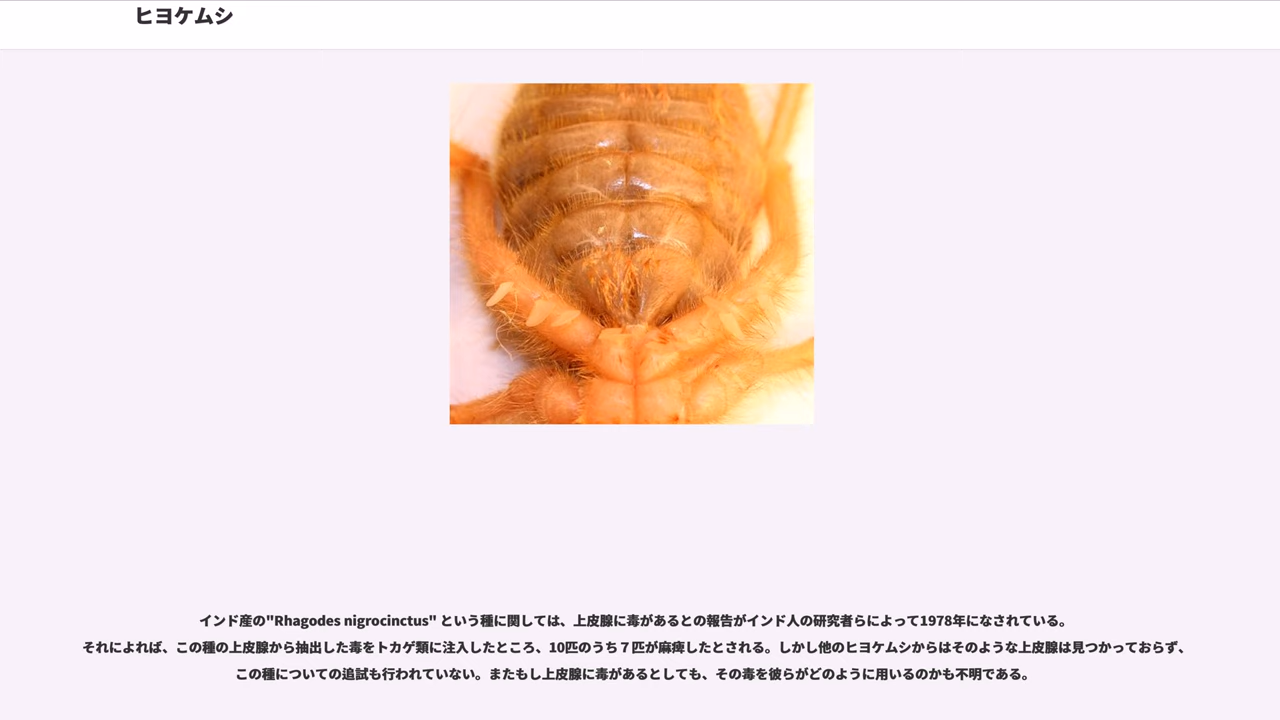 ヒヨケムシ
インド産の"Rhagodes nigrocinctus" という種に関しては、上皮腺に毒があるとの報告がインド人の研究者らによって1978年になされている。
それによれば、この種の上皮腺から抽出した毒をトカゲ類に注入したところ、10匹のうち７匹が麻痺したとされる。しかし他のヒヨケムシからはそのような上皮腺は見つかっておらず、
この種についての追試も行われていない。またもし上皮腺に毒があるとしても、その毒を彼らがどのように用いるのかも不明である。